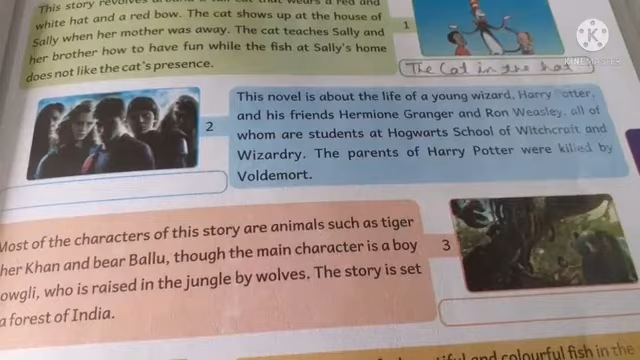 This story revolves around a tall cat that wears a red and
white hat and a red bow. The cat shows up at the house of
Sally when her mother was away. The cat teaches Sally and
her brother how to have fun while the fish at Sally's home
does not like the cat's presence.
1
The Cat in the hat
KINEMASTER
This novel is about the life of a young wizard, Harry Potter,
and his friends Hermione Granger and Ron Weasley, all of
2
whom are students at Hogwarts School of Witchcraft and
Wizardry. The parents of Harry Potter were killed by
Voldemort.
Most of the characters of this story are animals such as tiger
her Khan and bear Ballu, though the main character is a boy
3
owgli, who is raised in the jungle by wolves. The story is set
a forest of India.
and colourful fish in the